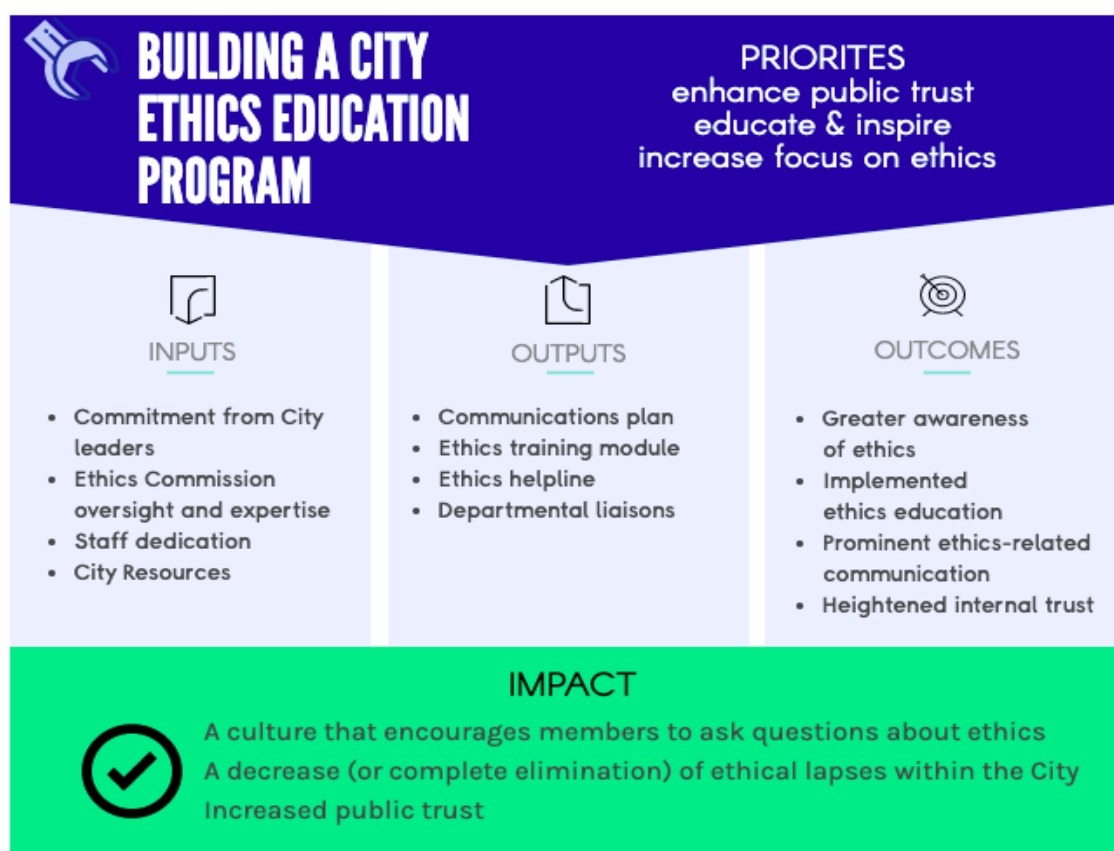 BUILDING A CITY
ETHICS EDUCATION
PROGRAM
PRIORITES
enhance public trust
educate & inspire
increase focus on ethics
INPUTS
• Commitment from City
leaders
• Ethics Commission
oversight and expertise
• Staff dedication
• City Resources
OUTPUTS
• Communications plan
• Ethics training module
• Ethics helpline
• Departmental liaisons
OUTCOMES
• Greater awareness
of ethics
• Implemented
ethics education
• Prominent ethics-related
communication
• Heightened internal trust
IMPACT
A culture that encourages members to ask questions about ethics
A decrease (or complete elimination) of ethical lapses within the City
Increased public trust